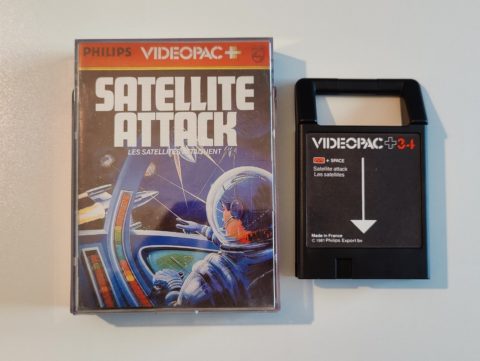 PHILIPS VIDEOPAC+
SATELLITE
ATTACK
LES SATELLITES ATTAQUENT
VIDEOPAC+34
+ SPACE
Satellite attack
Les satellites
Made in France
© 1981 Philips Export bv